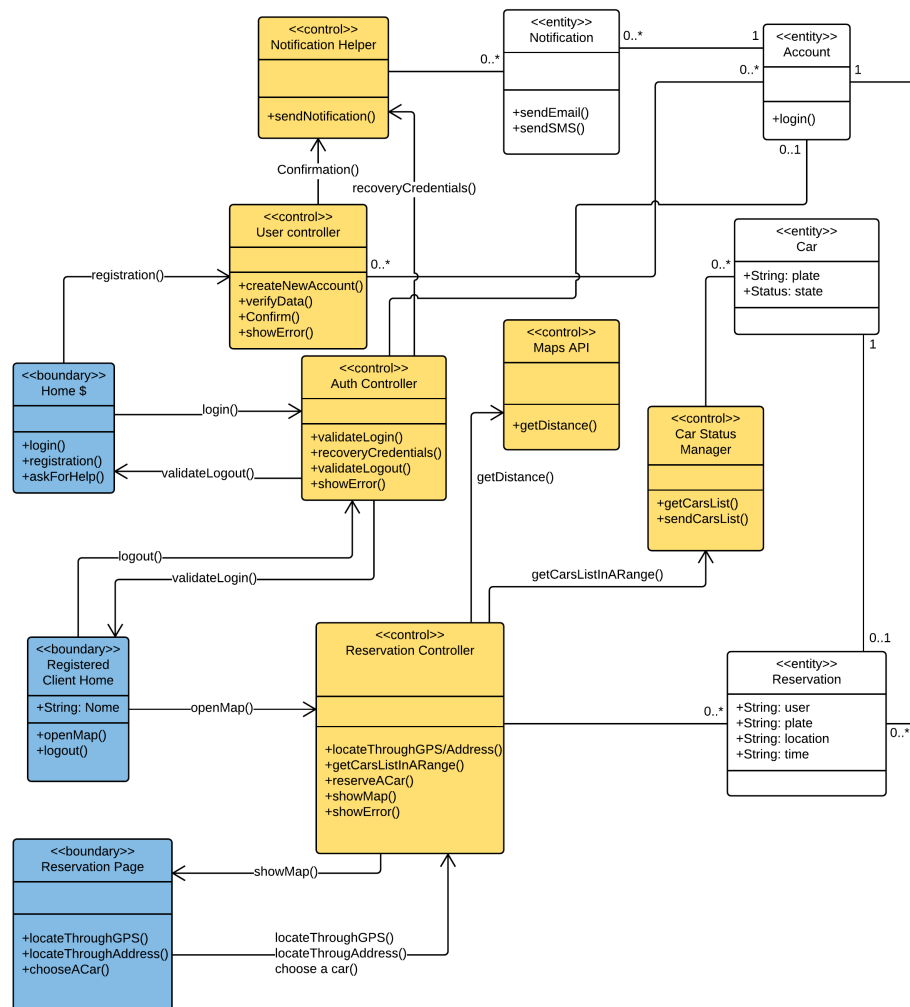 <<control>>
Notification Helper
+sendNotification()
0..*
<<entity>>
Notification
+sendEmail()
+sendSMS()
0..*
1
0..*
<<entity>>
Account
+login()
1
0..1
Confirmation()
recoveryCredentials()
<<control>>
User controller
+createNewAccount()
+verifyData()
+Confirm()
+showError()
0..*
registration()
<<entity>>
Car
+String: plate
+Status: state
0..*
1
<<control>>
Maps API
+getDistance()
<<boundary>>
Home $
+login()
+registration()
+askForHelp()
login()
validateLogout()
<<control>>
Auth Controller
+validateLogin()
+recoveryCredentials()
+validateLogout()
+showError()
<<control>>
Car Status
Manager
+getCarsList()
+sendCarsList()
getDistance()
logout()
validateLogin()
getCarsListInARange()
<<boundary>>
Registered
Client Home
+String: Nome
+openMap()
+logout()
openMap()
<<control>>
Reservation Controller
+locateThroughGPS/Address()
+getCarsListInARange()
+reserveACar()
+showMap()
+showError()
0..1
0..*
<<entity>>
Reservation
+String: user
+String: plate
+String: location
+String: time
0..*
<<boundary>>
Reservation Page
+locateThroughGPS()
+locateThroughAddress()
+chooseACar()
showMap()
locateThroughGPS()
locateThrougAddress()
choose a car()